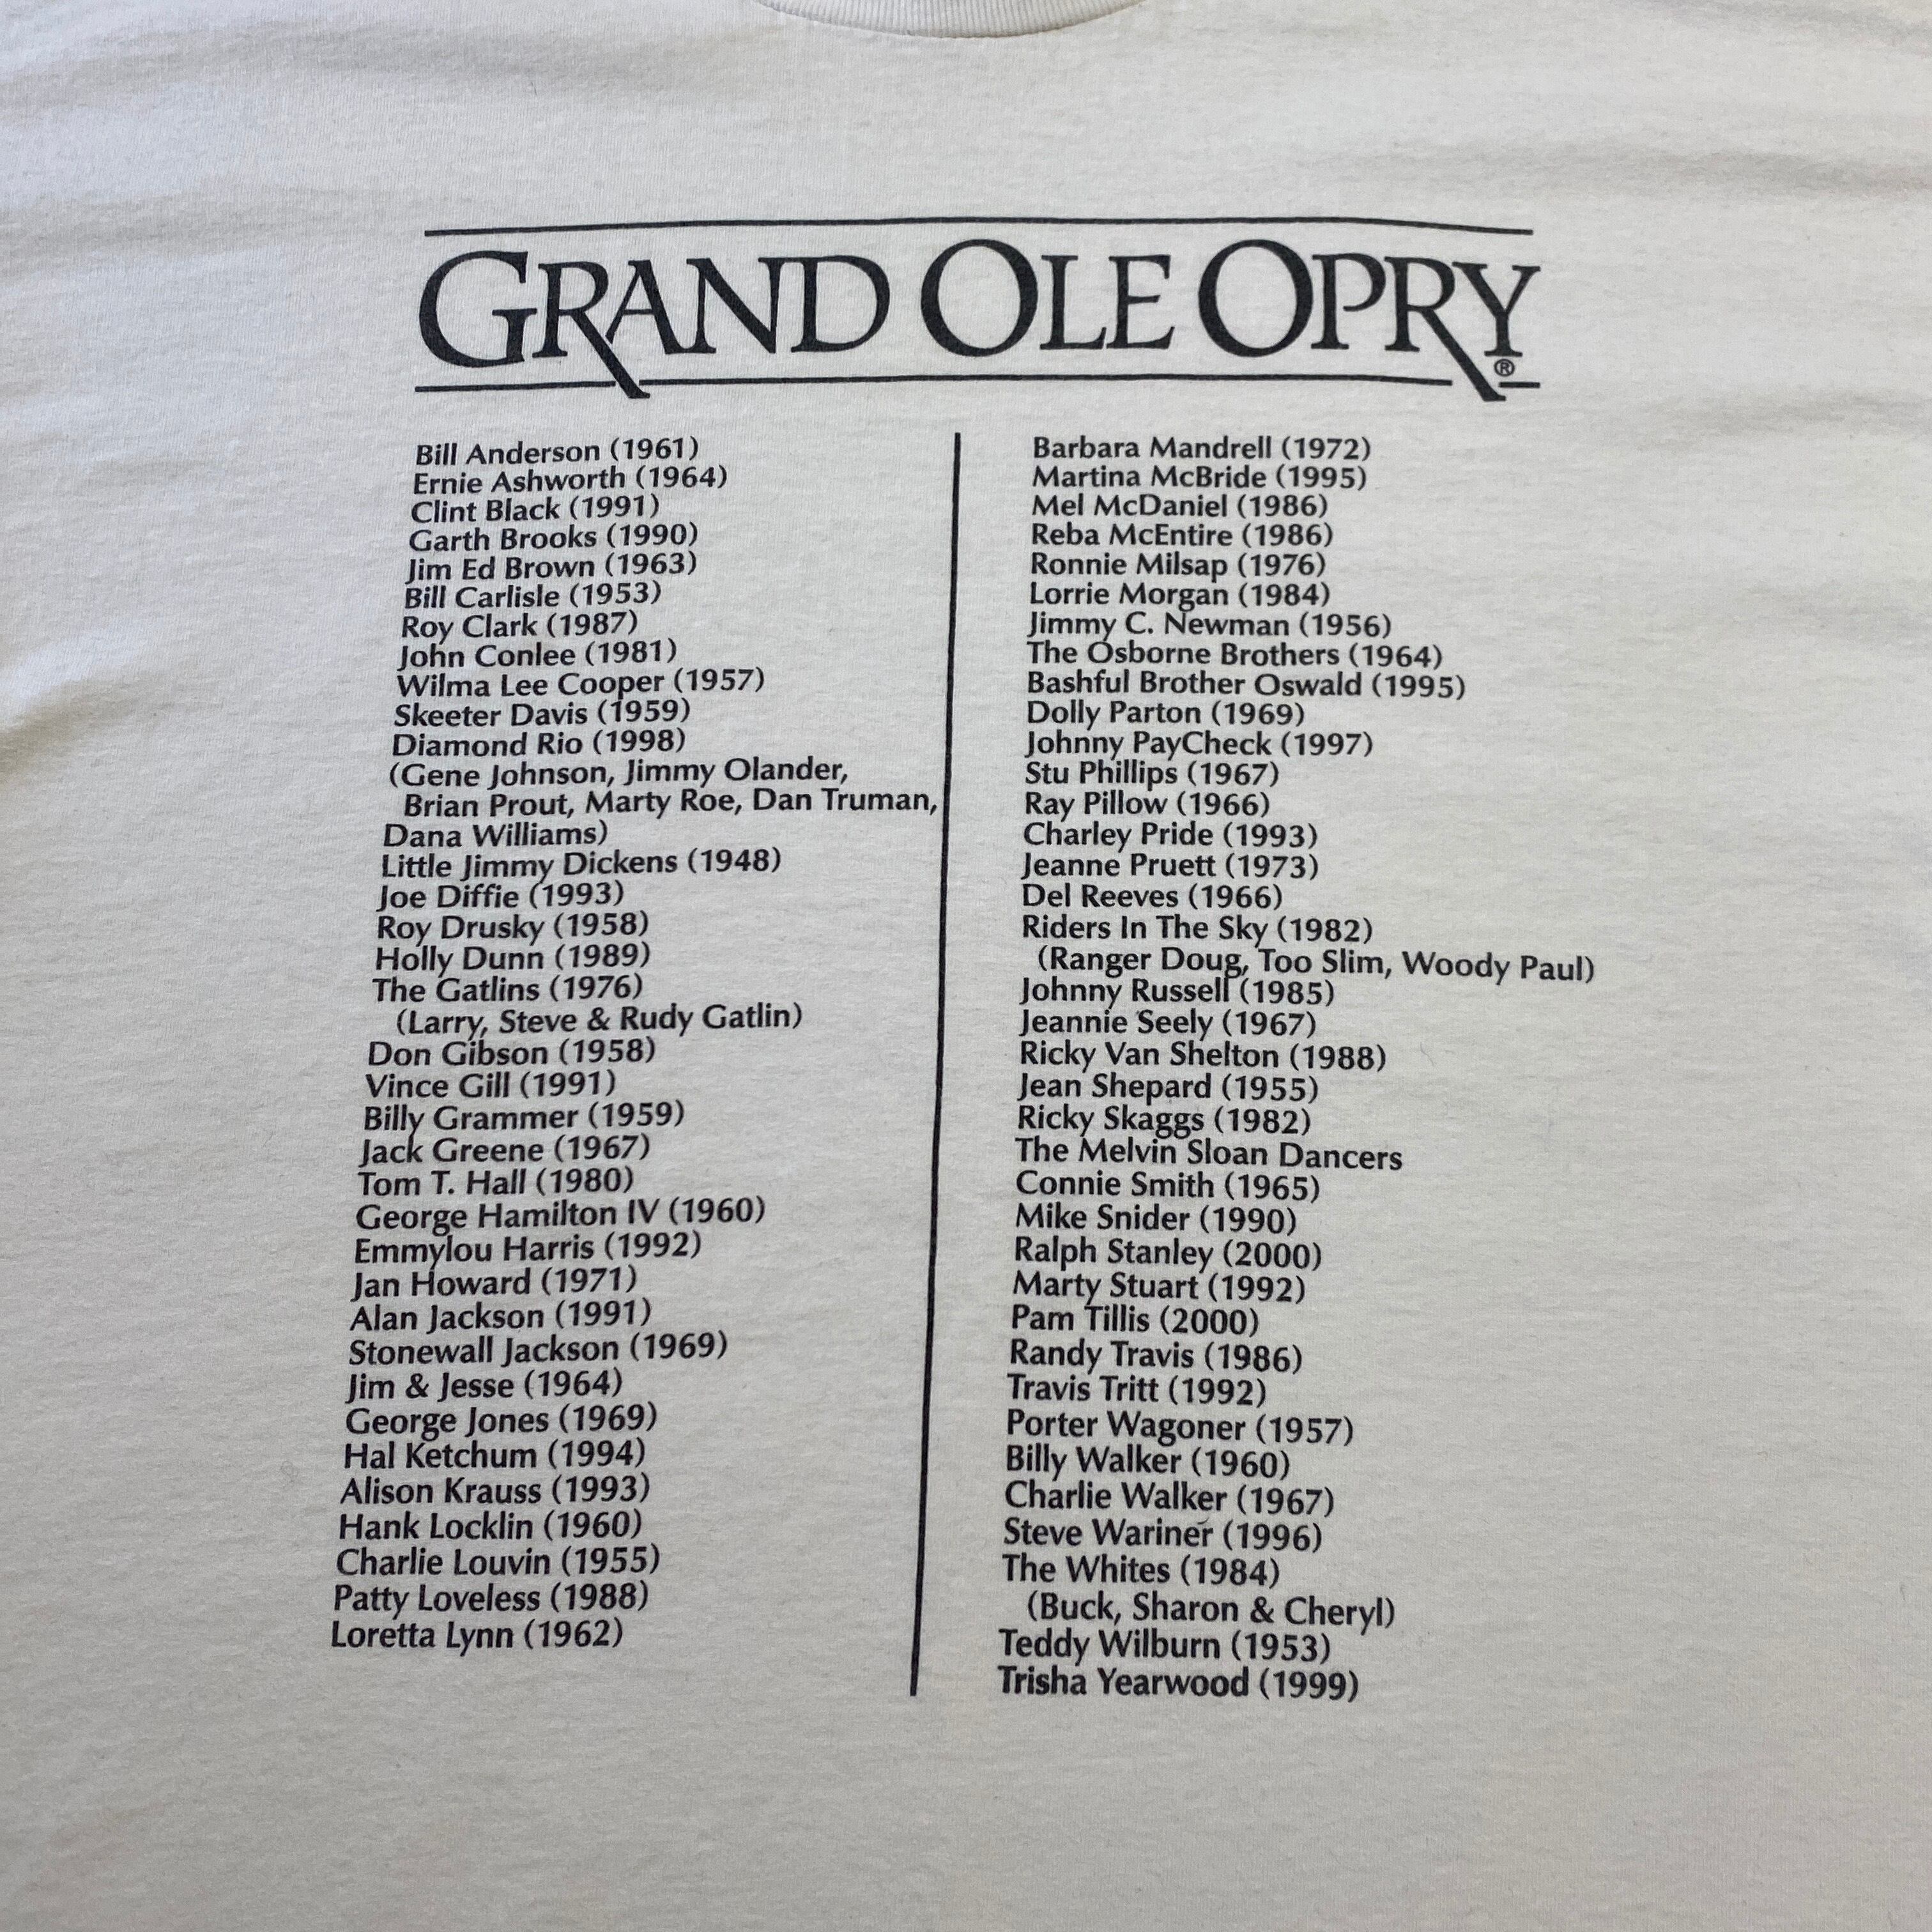 GRAND OLE OPRY®
Bill Anderson (1961)
Ernie Ashworth (1964)
Clint Black (1991)
Garth Brooks (1990)
Jim Ed Brown (1963)
Bill Carlisle (1953)
Roy Clark (1987)
John Conlee (1981)
Wilma Lee Cooper (1957)
Skeeter Davis (1959)
Diamond Rio (1998)
(Gene Johnson, Jimmy Olander,
Brian Prout, Marty Roe, Dan Truman,
Dana Williams)
Little Jimmy Dickens (1948)
Joe Diffie (1993)
Roy Drusky (1958)
Holly Dunn (1989)
The Gatlins (1976)
(Larry, Steve & Rudy Gatlin)
Don Gibson (1958)
Vince Gill (1991)
Billy Grammer (1959)
Jack Greene (1967)
Tom T. Hall (1980)
George Hamilton IV (1960)
Emmylou Harris (1992)
Jan Howard (1971)
Alan Jackson (1991)
Stonewall Jackson (1969)
Jim & Jesse (1964)
George Jones (1969)
Hal Ketchum (1994)
Alison Krauss (1993)
Hank Locklin (1960)
Charlie Louvin (1955)
Patty Loveless (1988)
Loretta Lynn (1962)
Barbara Mandrell (1972)
Martina McBride (1995)
Mel McDaniel (1986)
Reba McEntire (1986)
Ronnie Milsap (1976)
Lorrie Morgan (1984)
Jimmy C. Newman (1956)
The Osborne Brothers (1964)
Bashful Brother Oswald (1995)
Dolly Parton (1969)
Johnny PayCheck (1997)
Stu Phillips (1967)
Ray Pillow (1966)
Charley Pride (1993)
Jeanne Pruett (1973)
Del Reeves (1966)
Riders In The Sky (1982)
(Ranger Doug, Too Slim, Woody Paul)
Johnny Russell (1985)
Jeannie Seely (1967)
Ricky Van Shelton (1988)
Jean Shepard (1955)
Ricky Skaggs (1982)
The Melvin Sloan Dancers
Connie Smith (1965)
Mike Snider (1990)
Ralph Stanley (2000)
Marty Stuart (1992)
Pam Tillis (2000)
Randy Travis (1986)
Travis Tritt (1992)
Porter Wagoner (1957)
Billy Walker (1960)
Charlie Walker (1967)
Steve Wariner (1996)
The Whites (1984)
(Buck, Sharon & Cheryl)
Teddy Wilburn (1953)
Trisha Yearwood (1999)